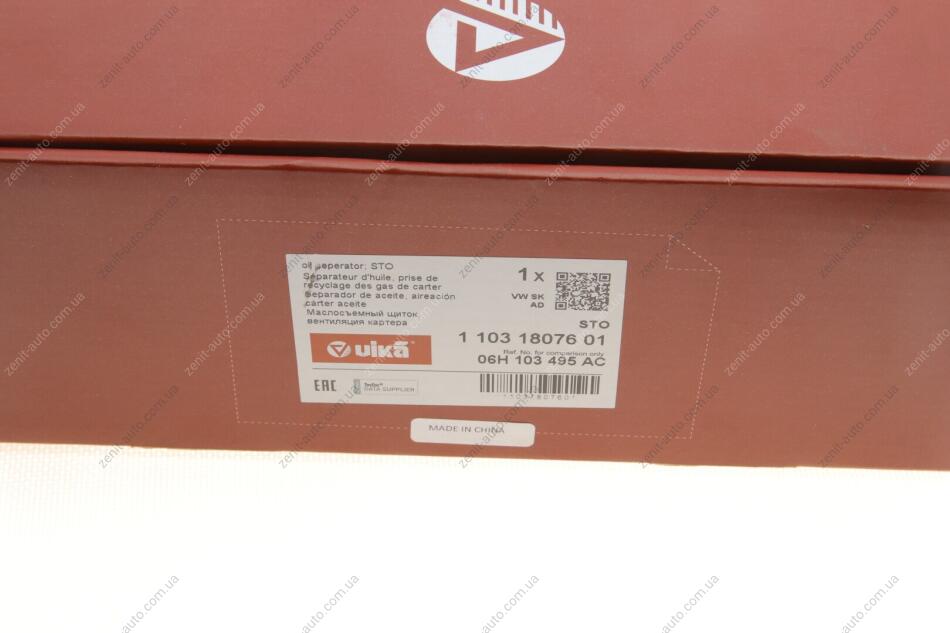 oil seperator; STO
Séparateur d'huile, prise de
recyclage des gas de carter
Separador de aceite, aireación
carter aceite
Маслосъемный щиток
вентиляция картера
1 x
VW SK
AD
STO
1 103 18076 01
Ref. No. for comparison only
06H 103 495 AC
vika
EAC
TecDoc®
DATA SUPPLIER
11031807601
MADE IN CHINA
zenit-auto.com.ua